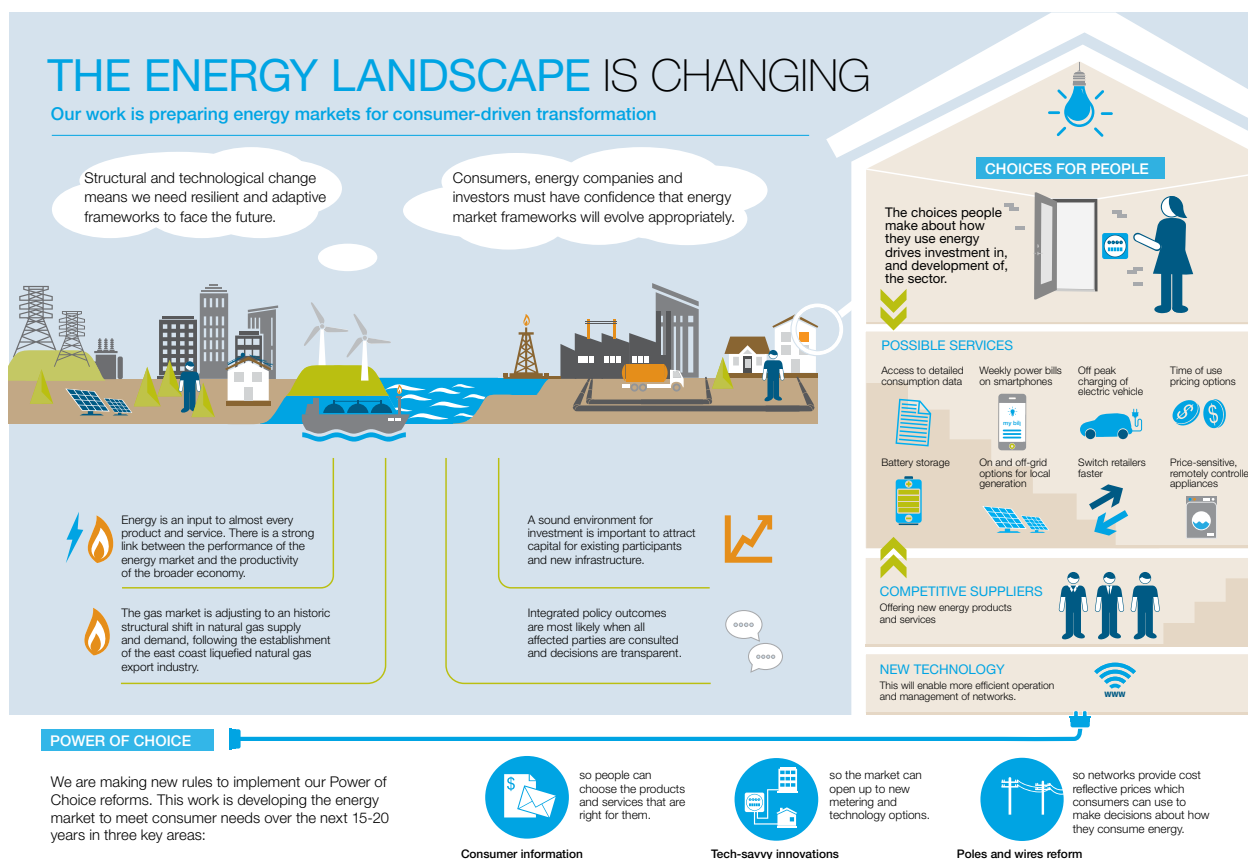 THE ENERGY LANDSCAPE IS CHANGING
Our work is preparing energy markets for consumer-driven transformation
Structural and technological change
means we need resilient and adaptive
frameworks to face the future.
Consumers, energy companies and
investors must have confidence that energy
market frameworks will evolve appropriately.
Energy is an input to almost every
product and service. There is a strong
link between the performance of the
energy market and the productivity
of the broader economy.
The gas market is adjusting to an historic
structural shift in natural gas supply
and demand, following the establishment
of the east coast liquefied natural gas
export industry.
A sound environment for
investment is important to attract
capital for existing participants
and new infrastructure.
Integrated policy outcomes
are most likely when all
affected parties are consulted
and decisions are transparent.
CHOICES FOR PEOPLE
The choices people
make about how
they use energy
drives investment in,
and development of,
the sector.
POSSIBLE SERVICES
Access to detailed
consumption data
Weekly power bills
on smartphones
my bill
Off peak
charging of
electric vehicle
Time of use
pricing options
$ $
Battery storage
On and off-grid
options for local
generation
Switch retailers
faster
Price-sensitive,
remotely controlle
appliances
COMPETITIVE SUPPLIERS
Offering new energy products
and services
NEW TECHNOLOGY
This will enable more efficient operation
and management of networks.
www
POWER OF CHOICE
We are making new rules to implement our Power of
Choice reforms. This work is developing the energy
market to meet consumer needs over the next 15-20
years in three key areas:
$
so people can
choose the products
and services that are
right for them.
Consumer information
so the market can
open up to new
metering and
technology options.
Tech-savvy innovations
so networks provide cost
reflective prices which
consumers can use to
make decisions about how
they consume energy.
Poles and wires reform